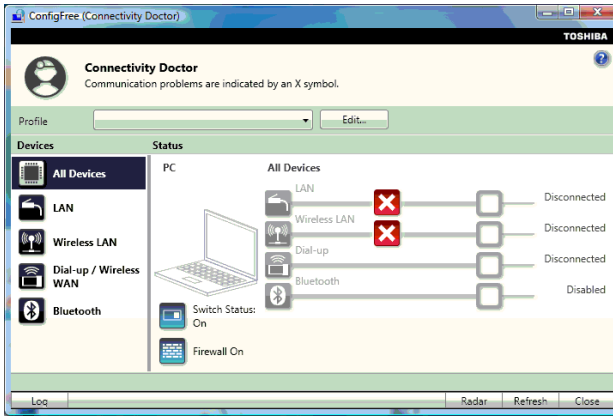 ConfigFree (Connectivity Doctor)
TOSHIBA
Connectivity Doctor
Communication problems are indicated by an X symbol.
Profile
Edit...
Devices
Status
All Devices
LAN
Wireless LAN
Dial-up / Wireless
WAN
Bluetooth
PC
Switch Status:
On
Firewall On
All Devices
LAN
Disconnected
Wireless LAN
Disconnected
Dial-up
Disconnected
Bluetooth
Disabled
Log
Radar
Refresh
Close